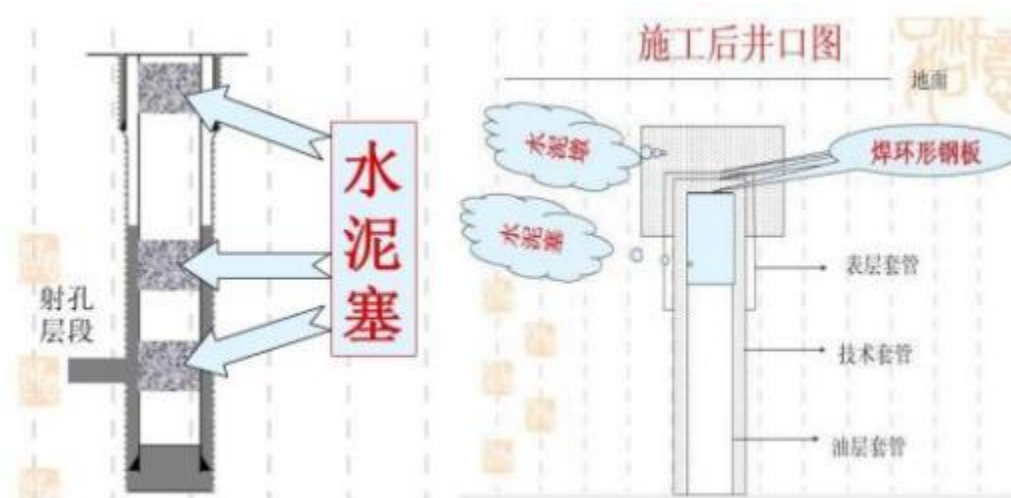 射孔
层段
水泥塞
施工后井口图
地面
水泥墩
焊环形钢板
水泥塞
表层套管
技术套管
油层套管